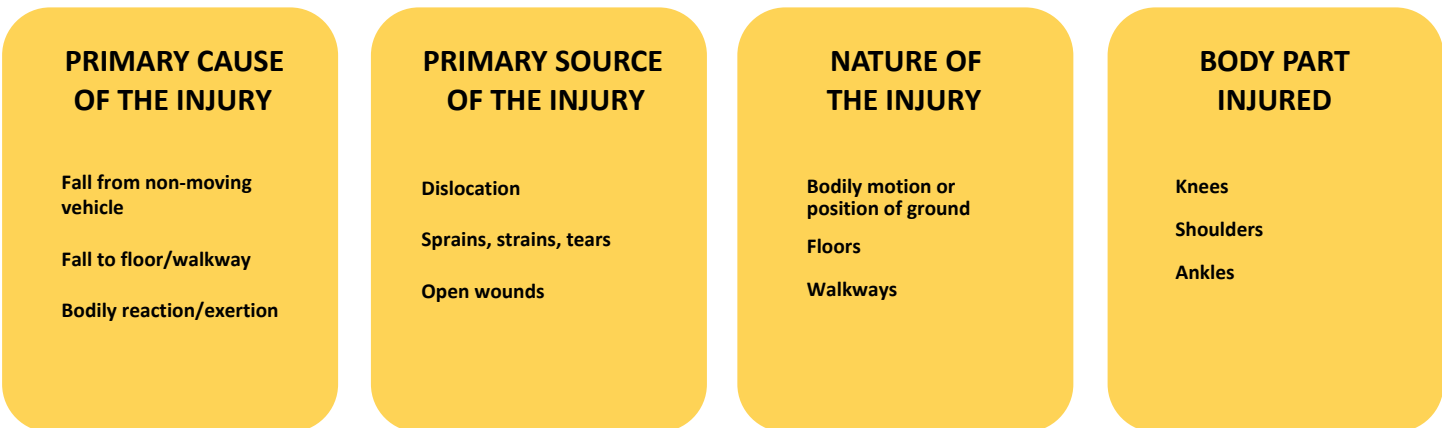 PRIMARY CAUSE
OF THE INJURY
Fall from non-moving
vehicle
Fall to floor/walkway
Bodily reaction/exertion
PRIMARY SOURCE
OF THE INJURY
Dislocation
Sprains, strains, tears
Open wounds
NATURE OF
THE INJURY
Bodily motion or
position of ground
Floors
Walkways
BODY PART
INJURED
Knees
Shoulders
Ankles